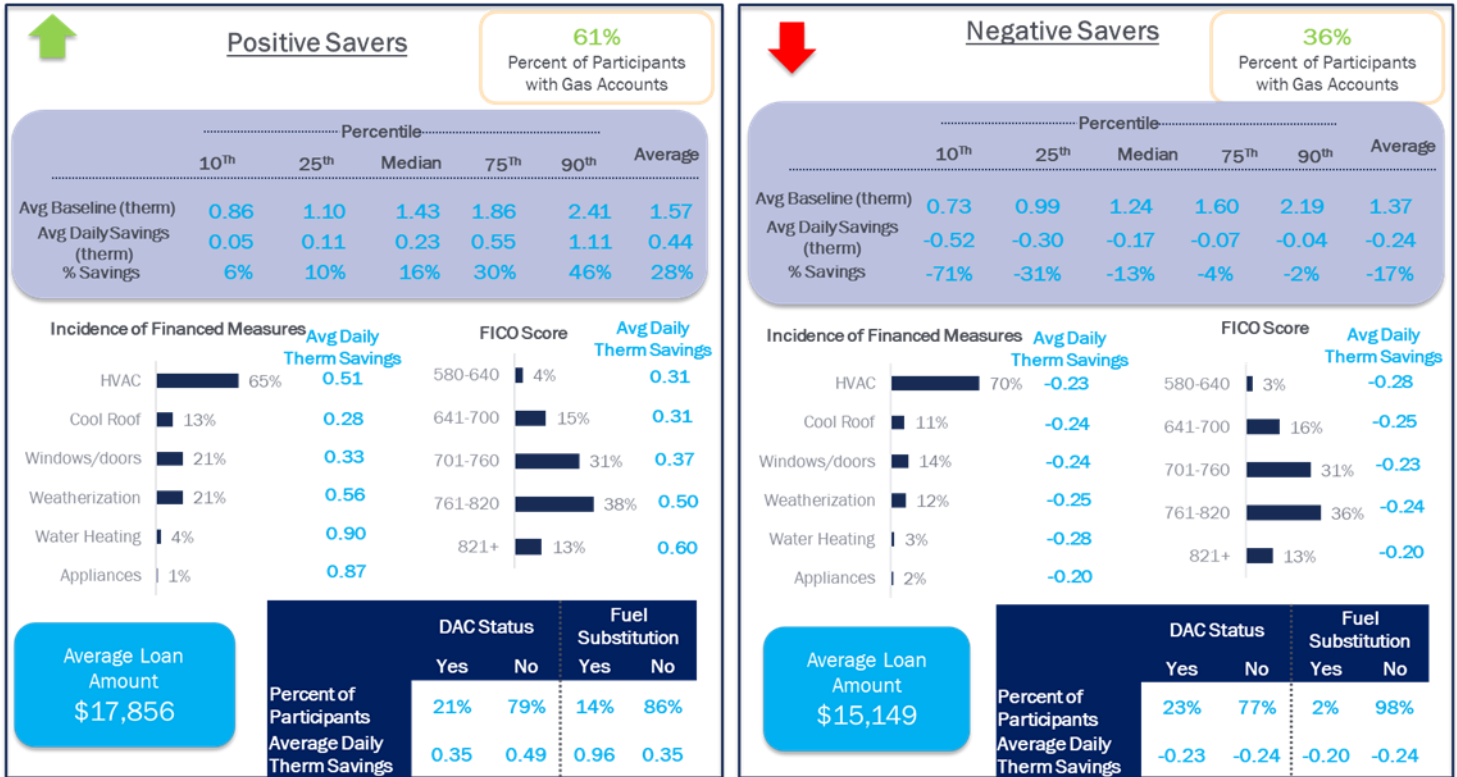 Positive Savers
61%
Percent of Participants
with Gas Accounts
Percentile
10Th 25th Median 75Th 90th Average
Avg Baseline (therm) 0.86 1.10 1.43 1.86 2.41 1.57
Avg Daily Savings
(therm) 0.05 0.11 0.23 0.55 1.11 0.44
% Savings 6% 10% 16% 30% 46% 28%
Incidence of Financed Measures Avg Daily
Therm Savings
HVAC 65% 0.51
Cool Roof 13% 0.28
Windows/doors 21% 0.33
Weatherization 21% 0.56
Water Heating 4% 0.90
Appliances 1% 0.87
FICO Score Avg Daily
Therm Savings
580-640 4% 0.31
641-700 15% 0.31
701-760 31% 0.37
761-820 38% 0.50
821+ 13% 0.60
Average Loan
Amount
$17,856
DAC Status Fuel
Substitution
Yes No Yes No
Percent of
Participants 21% 79% 14% 86%
Average Daily
Therm Savings 0.35 0.49 0.96 0.35
Negative Savers
36%
Percent of Participants
with Gas Accounts
Percentile
10Th 25th Median 75Th 90th Average
Avg Baseline (therm) 0.73 0.99 1.24 1.60 2.19 1.37
Avg Daily Savings
(therm) -0.52 -0.30 -0.17 -0.07 -0.04 -0.24
% Savings -71% -31% -13% -4% -2% -17%
Incidence of Financed Measures Avg Daily
Therm Savings
HVAC 70% -0.23
Cool Roof 11% -0.24
Windows/doors 14% -0.24
Weatherization 12% -0.25
Water Heating 3% -0.28
Appliances 2% -0.20
FICO Score Avg Daily
Therm Savings
580-640 3% -0.28
641-700 16% -0.25
701-760 31% -0.23
761-820 36% -0.24
821+ 13% -0.20
Average Loan
Amount
$15,149
DAC Status Fuel
Substitution
Yes No Yes No
Percent of
Participants 23% 77% 2% 98%
Average Daily
Therm Savings -0.23 -0.24 -0.20 -0.24